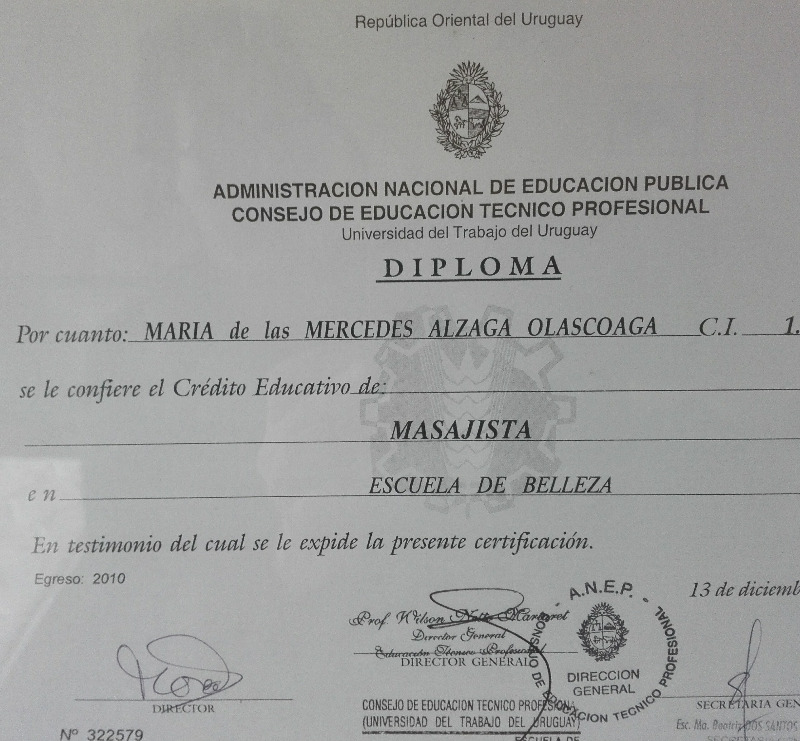 República Oriental del Uruguay
ADMINISTRACION NACIONAL DE EDUCACION PUBLICA
CONSEJO DE EDUCACION TECNICO PROFESIONAL
Universidad del Trabajo del Uruguay
DIPLOMA
Por cuanto: MARIA de las MERCEDES ALZAGA OLASCOAGA C.I. 1.
se le confiere el Crédito Educativo de:
MASAJISTA
en ESCUELA DE BELLEZA
En testimonio del cual se le expide la presente certificación.
Egreso: 2010
13 de diciemb
A.N.E.P.
CONSEJO DE EDUCACION TECNICO PROFESIONAL
DIRECCION
GENERAL
Prof. Wilson Netto Marturet
Director General
Educación Técnico Profesional
DIRECTOR GENERAL
DIRECTOR
SECRETARIA GEN
CONSEJO DE EDUCACION TECNICO PROFESIONAL
(UNIVERSIDAD DEL TRABAJO DEL URUGUAY)
ESCUELA DE
Esc. Ma. Beatriz DOS SANTOS
Nº 322579